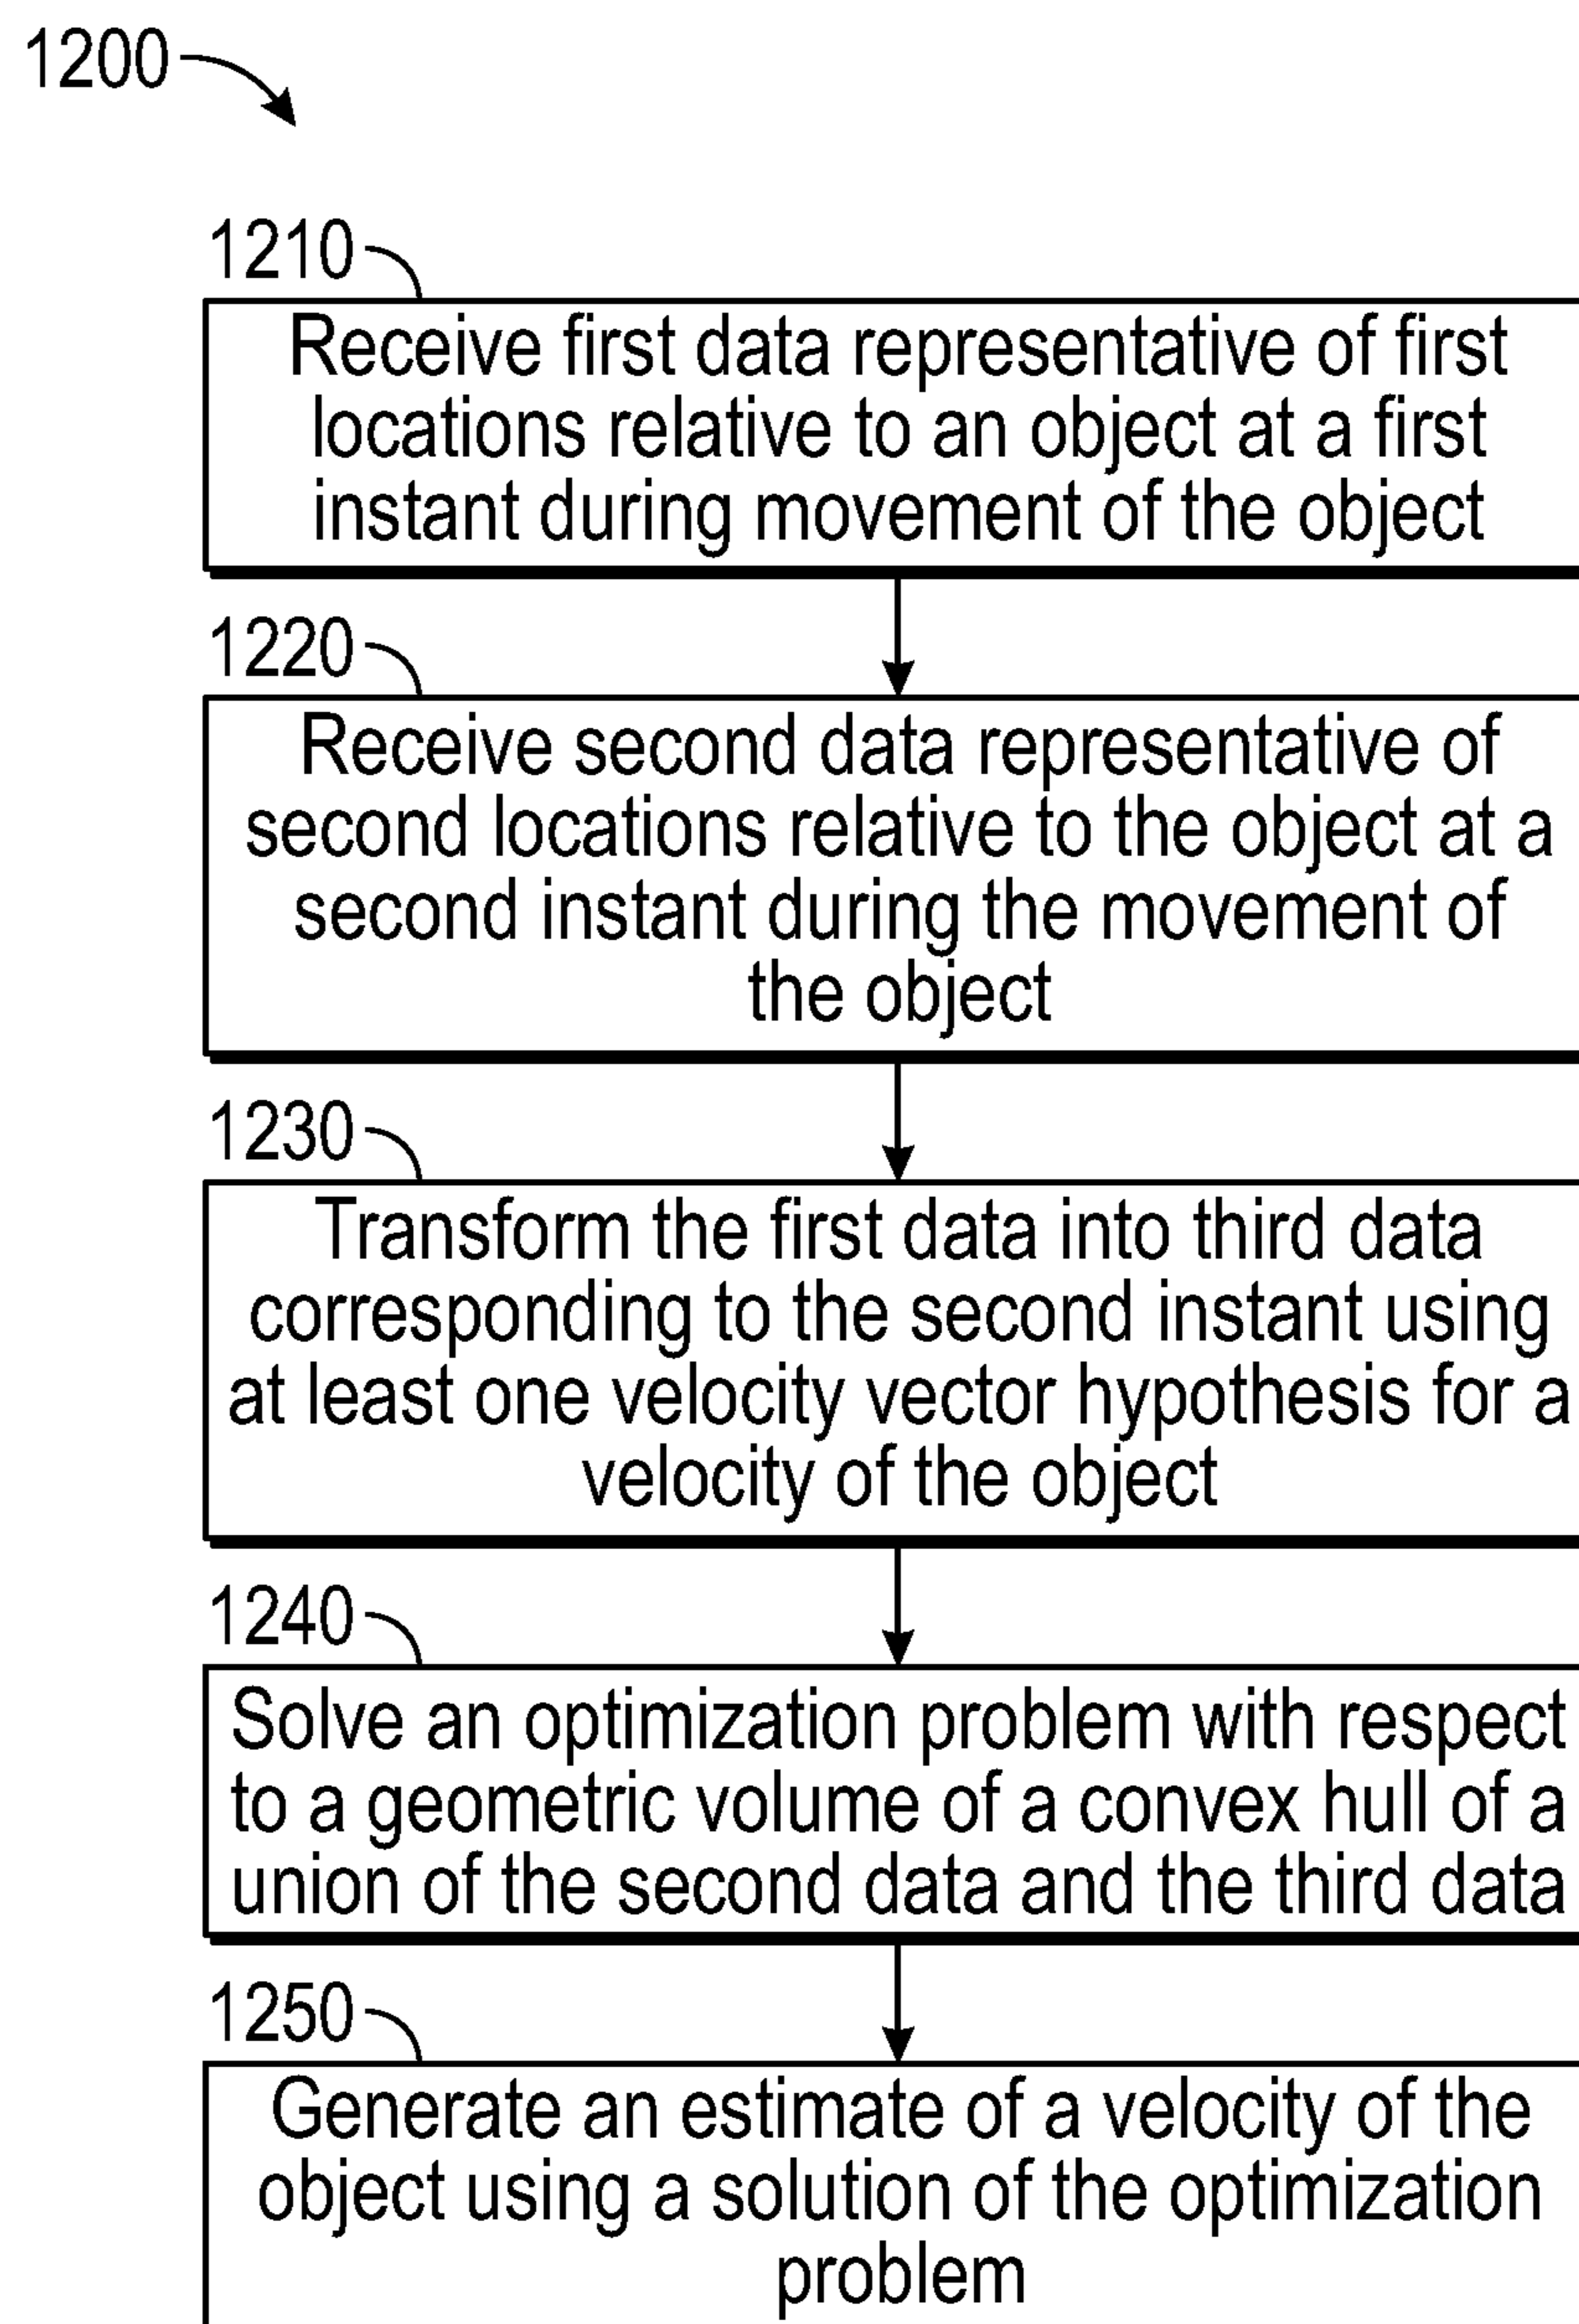 1200
1210
Receive first data representative of first
locations relative to an object at a first
instant during movement of the object
1220
Receive second data representative of
second locations relative to the object at a
second instant during the movement of
the object
1230
Transform the first data into third data
corresponding to the second instant using
at least one velocity vector hypothesis for a
velocity of the object
1240
Solve an optimization problem with respect
to a geometric volume of a convex hull of a
union of the second data and the third data
1250
Generate an estimate of a velocity of the
object using a solution of the optimization
problem